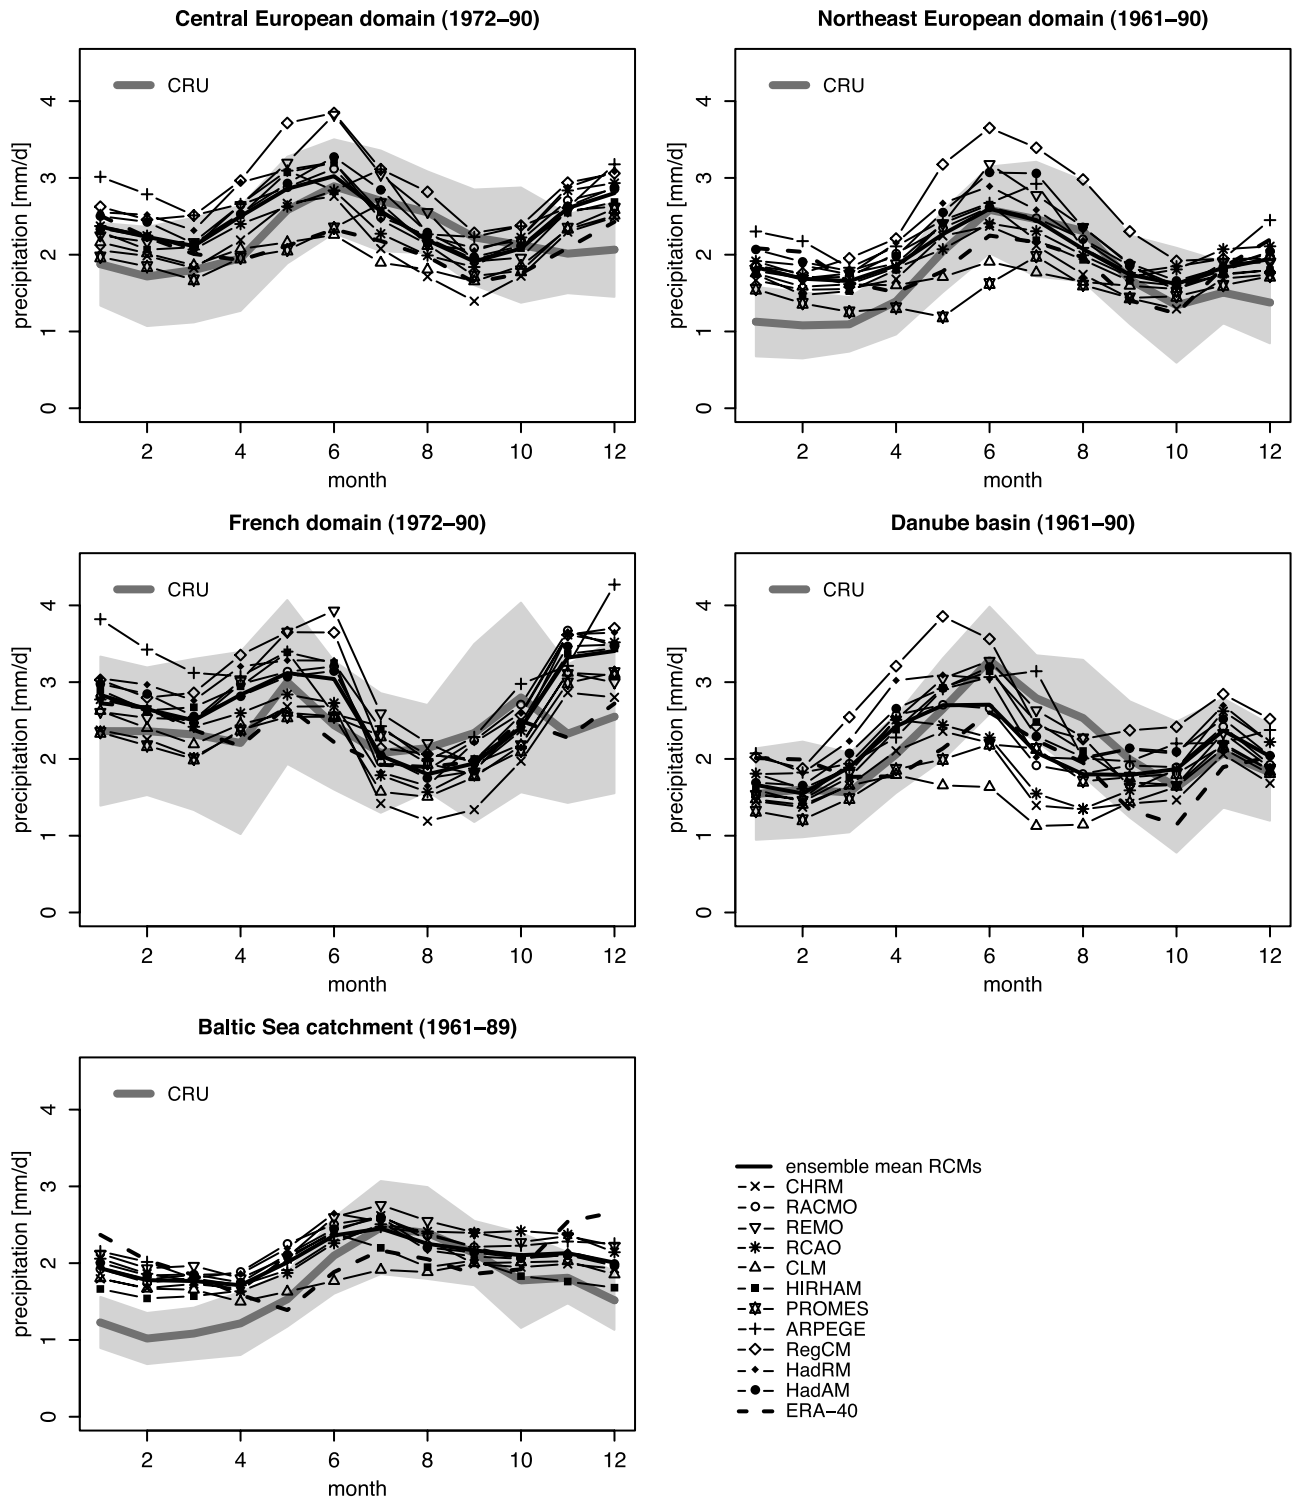 Central European domain (1972–90)
CRU
precipitation [mm/d]
0 1 2 3 4
2 4 6 8 10 12
month
Northeast European domain (1961–90)
CRU
precipitation [mm/d]
0 1 2 3 4
2 4 6 8 10 12
month
French domain (1972–90)
CRU
precipitation [mm/d]
0 1 2 3 4
2 4 6 8 10 12
month
Danube basin (1961–90)
CRU
precipitation [mm/d]
0 1 2 3 4
2 4 6 8 10 12
month
Baltic Sea catchment (1961–89)
CRU
precipitation [mm/d]
0 1 2 3 4
2 4 6 8 10 12
month
ensemble mean RCMs
CHRM
RACMO
REMO
RCAO
CLM
HIRHAM
PROMES
ARPEGE
RegCM
HadRM
HadAM
ERA–40